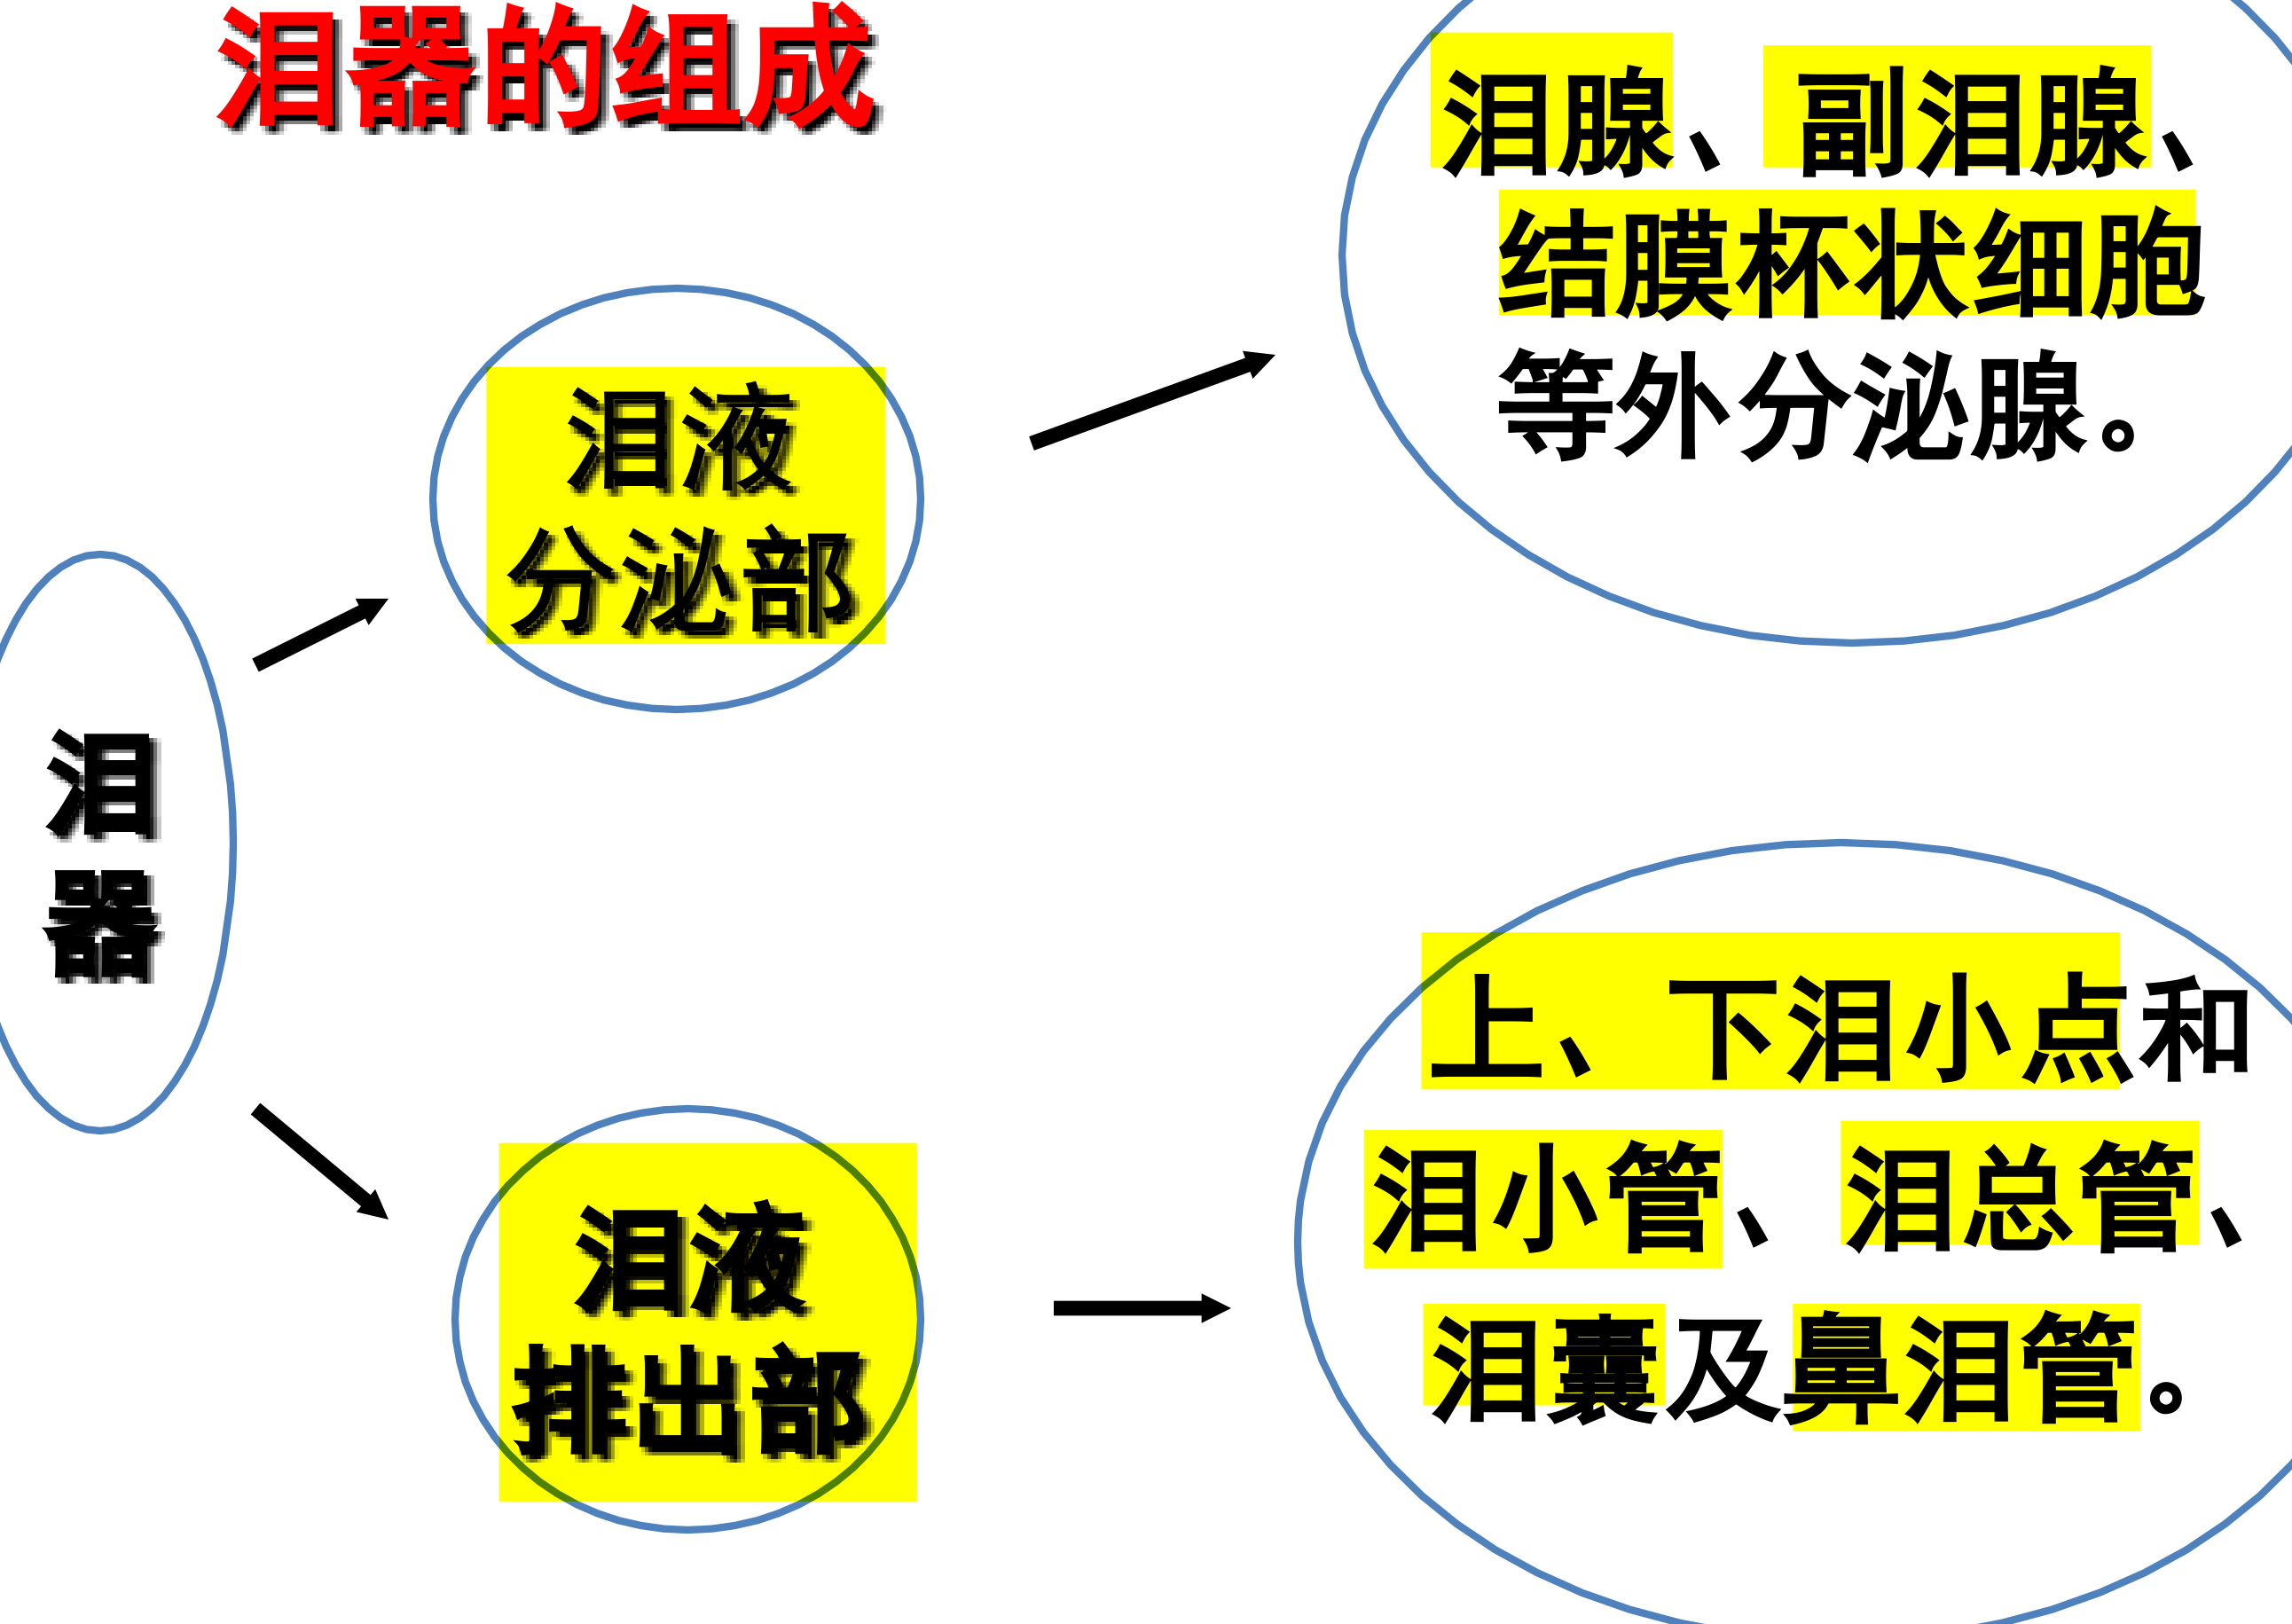 泪器的组成
泪腺、副泪腺、
结膜杯状细胞
等外分泌腺。
泪液
分泌部
泪
器
上、下泪小点和
泪小管、泪总管、
泪囊及鼻泪管。
泪液
排出部